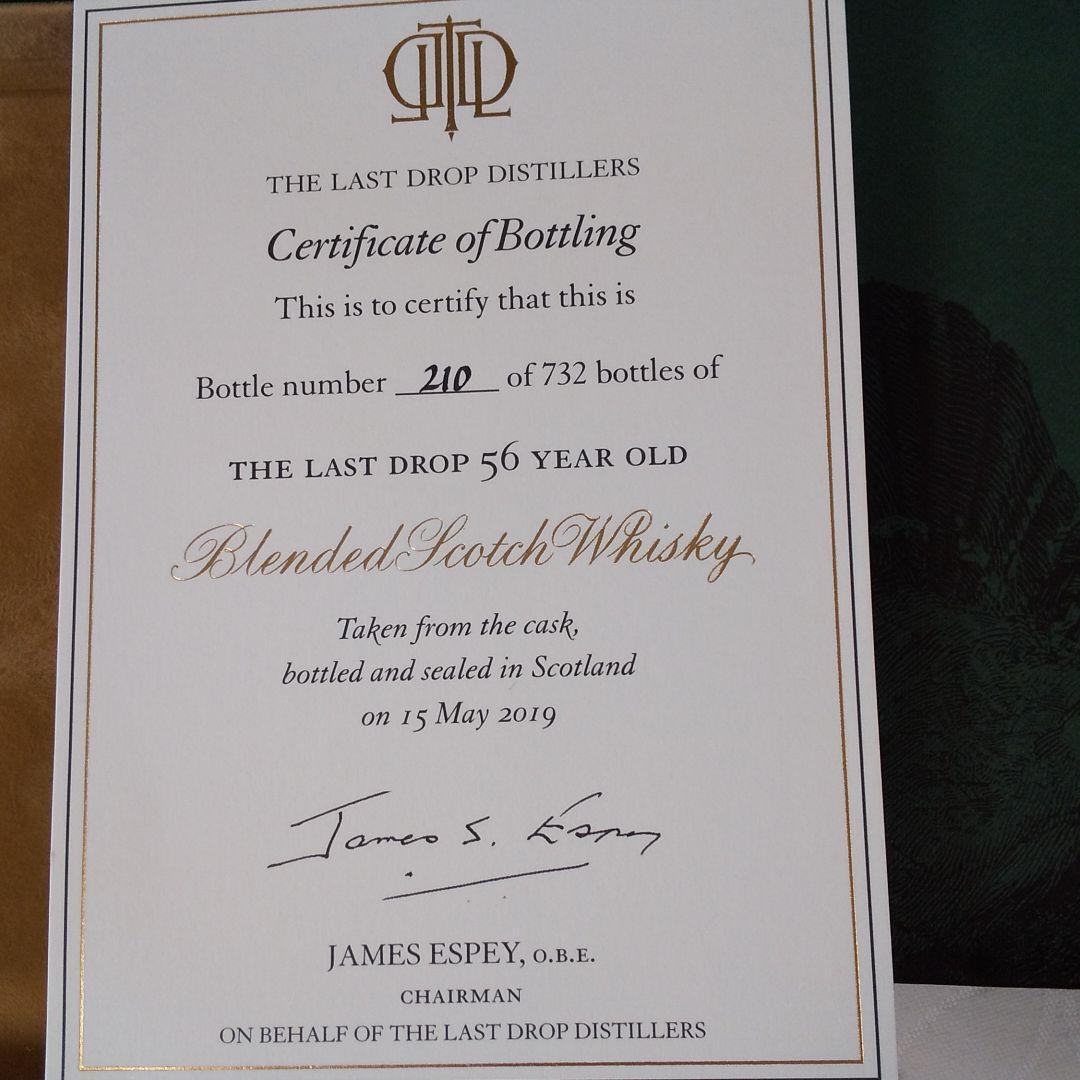 THE LAST DROP DISTILLERS
Certificate of Bottling
This is to certify that this is
Bottle number 210 of 732 bottles of
THE LAST DROP 56 YEAR OLD
Blended Scotch Whisky
Taken from the cask,
bottled and sealed in Scotland
on 15 May 2019
James S. Espey
JAMES ESPEY, O.B.E.
CHAIRMAN
ON BEHALF OF THE LAST DROP DISTILLERS